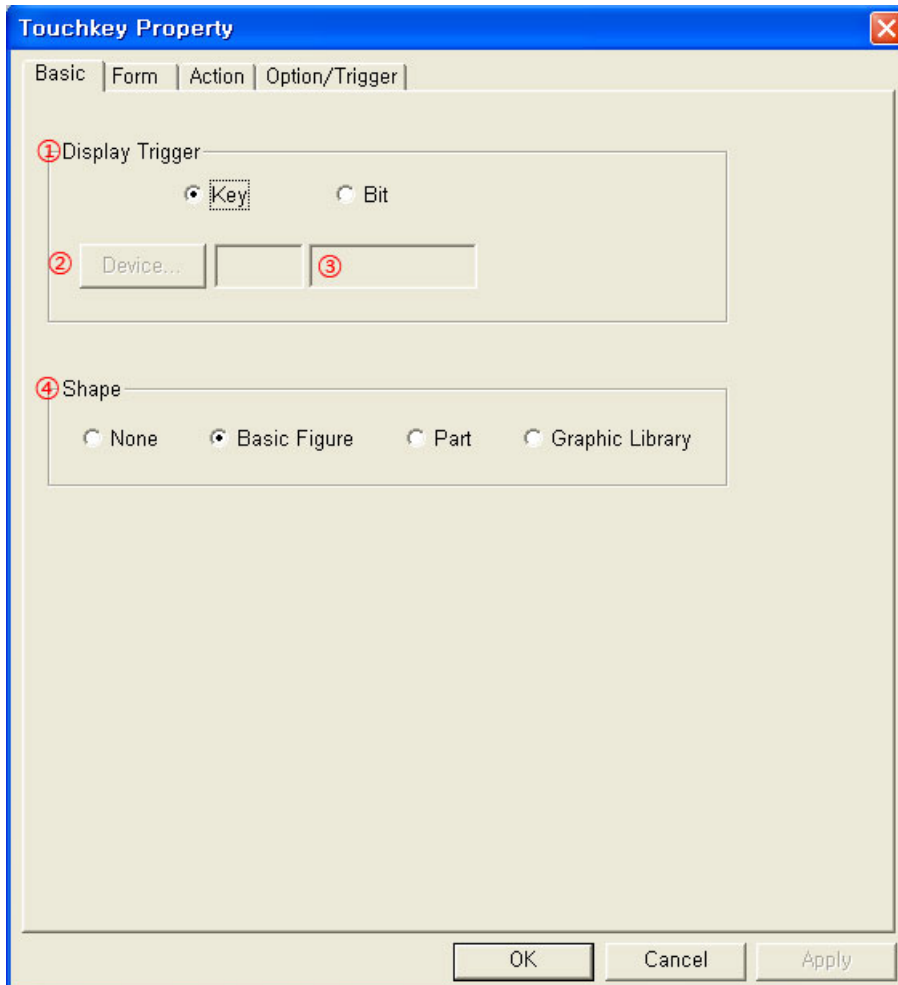 Touchkey Property
Basic Form Action Option/Trigger
①Display Trigger
Key Bit
② Device... ③
④Shape
None Basic Figure Part Graphic Library
OK Cancel Apply